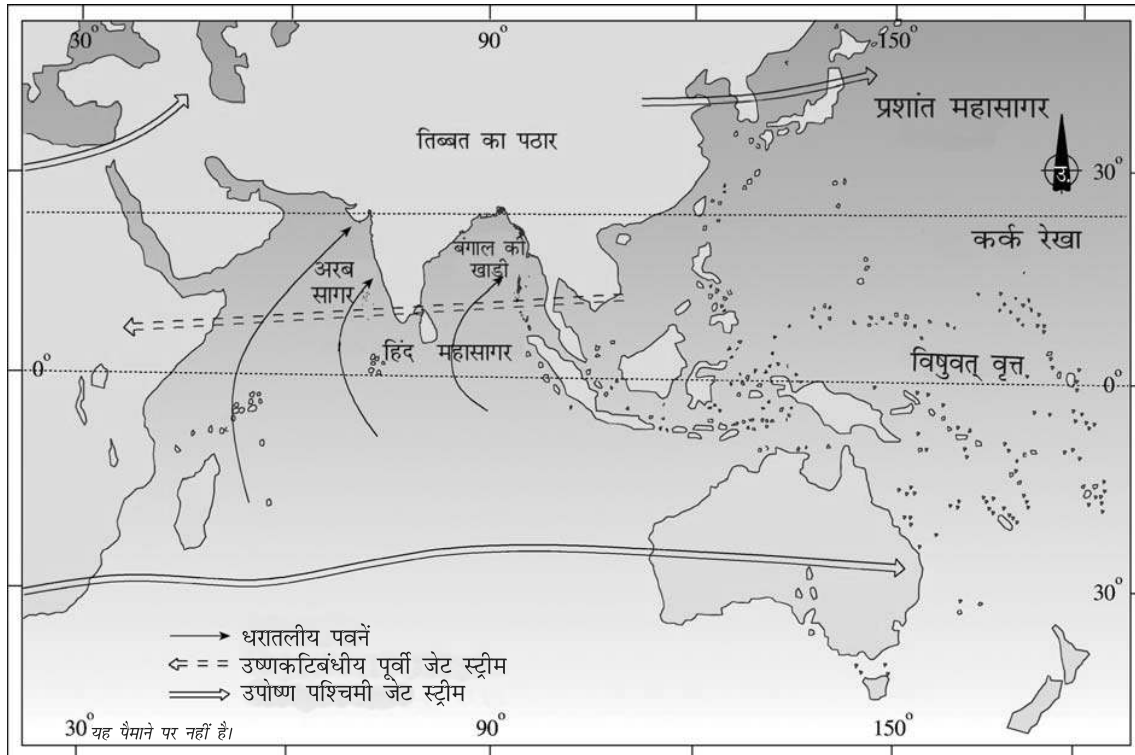 30°
90°
150°
प्रशांत महासागर
तिब्बत का पठार
उ.
30°
कर्क रेखा
बंगाल की
खाड़ी
अरब
सागर
हिंद महासागर
विषुवत् वृत्त
0°
0°
30°
धरातलीय पवनें
उष्णकटिबंधीय पूर्वी जेट स्ट्रीम
उपोष्ण पश्चिमी जेट स्ट्रीम
30°
यह पैमाने पर नहीं है।
90°
150°